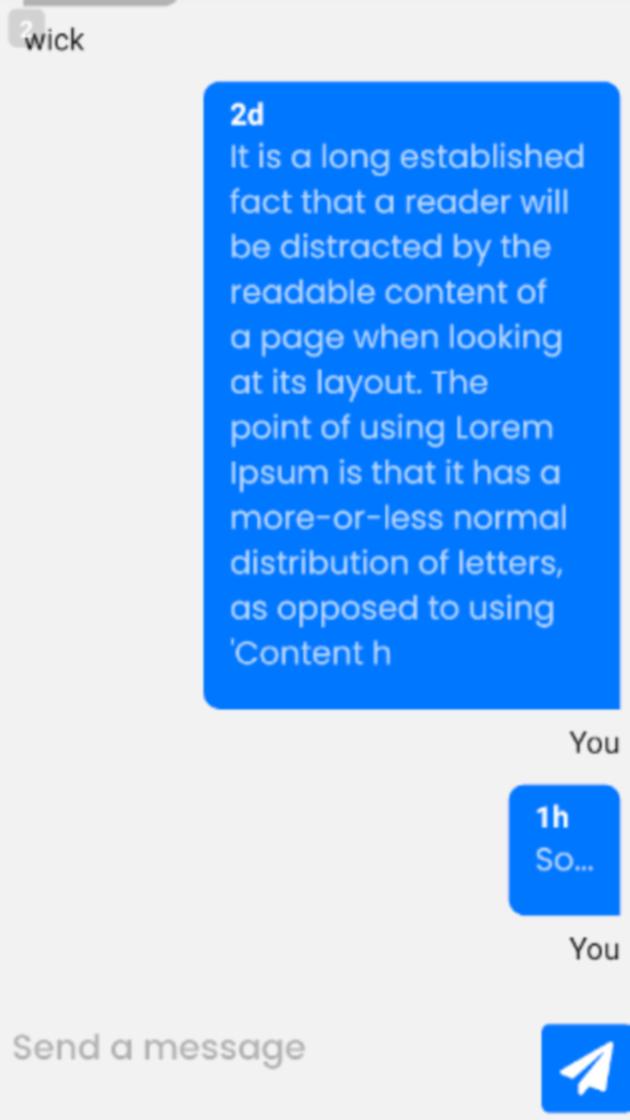 2
wick
2d
It is a long established
fact that a reader will
be distracted by the
readable content of
a page when looking
at its layout. The
point of using Lorem
Ipsum is that it has a
more-or-less normal
distribution of letters,
as opposed to using
'Content h
You
1h
So...
You
Send a message